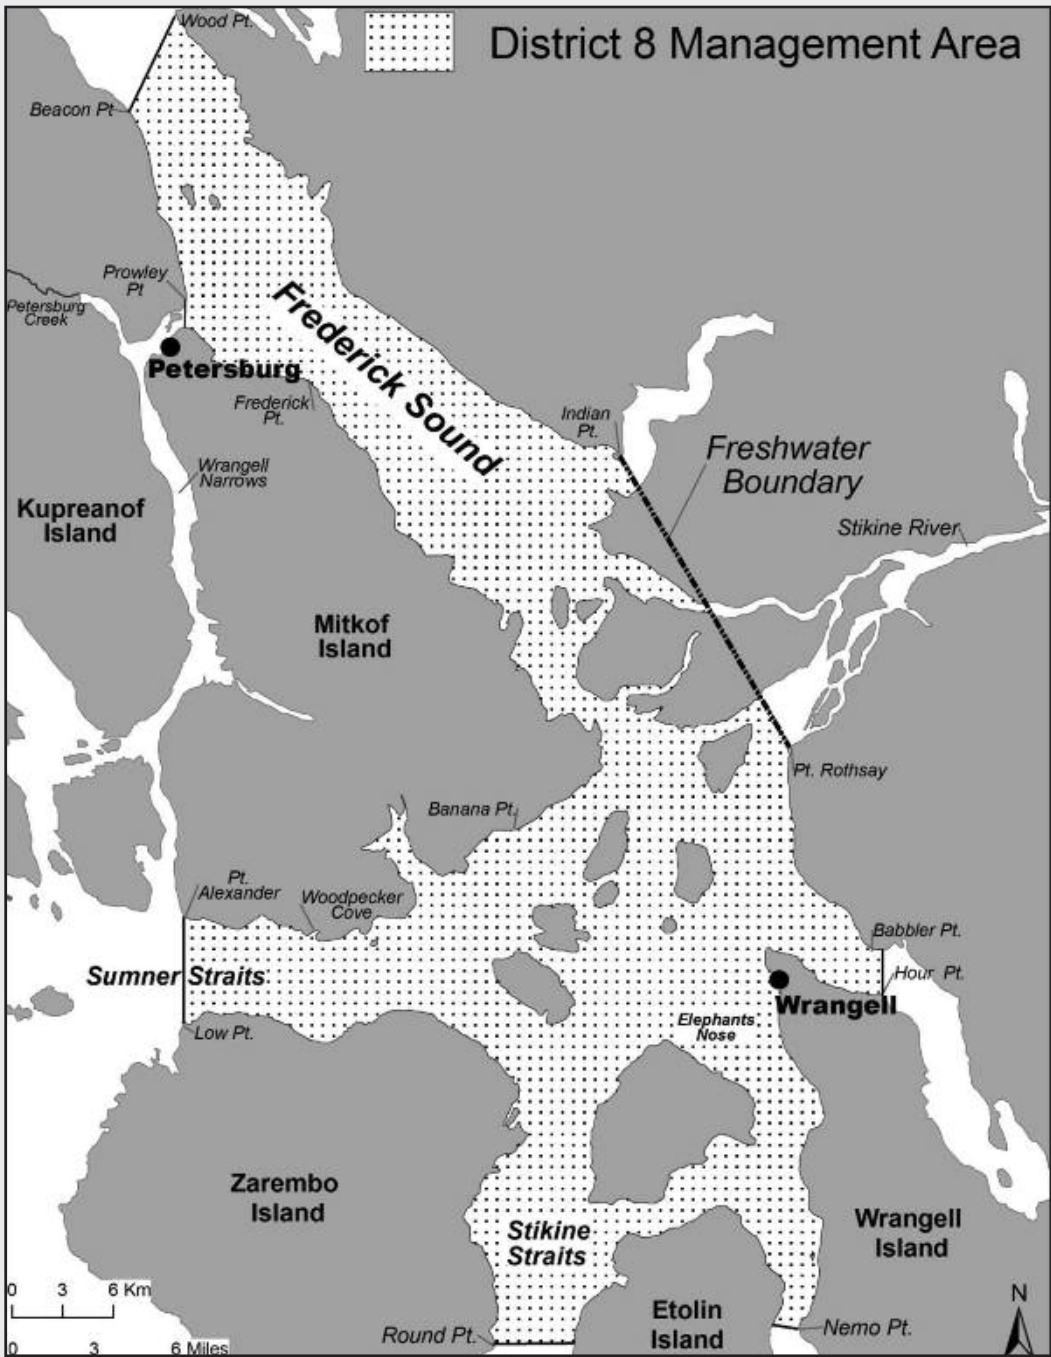 Wood Pt.
District 8 Management Area
Beacon Pt
Prowley
Pt
Petersburg
Creek
Petersburg
Frederick Sound
Frederick
Pt.
Indian
Pt.
Freshwater
Boundary
Wrangell
Narrows
Kupreanof
Island
Stikine River
Mitkof
Island
Pt. Rothsay
Banana Pt.
Pt.
Alexander
Woodpecker
Cove
Babbler Pt.
Sumner Straits
Hour Pt.
Wrangell
Elephants
Nose
Low Pt.
Zarembo
Island
Stikine
Straits
Wrangell
Island
0 3 6 Km
Etolin
Island
N
Round Pt.
Nemo Pt.
0 3 6 Miles